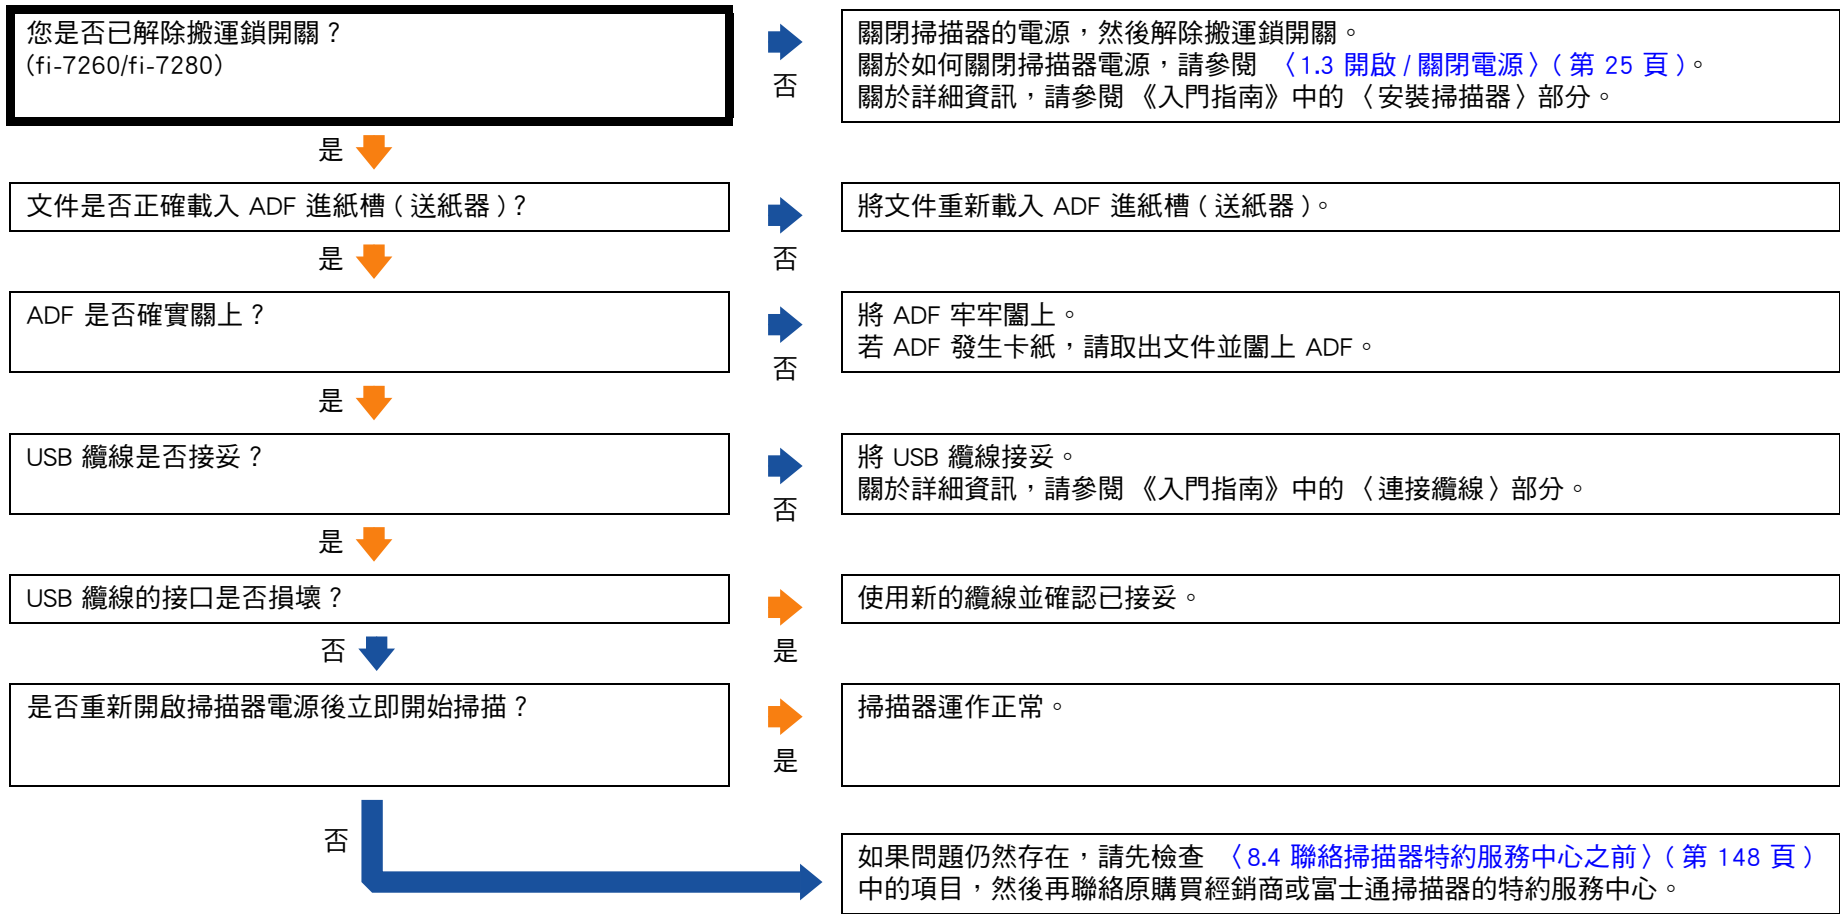 您是否已解除搬運鎖開關？
(fi-7260/fi-7280)
否
關閉掃描器的電源，然後解除搬運鎖開關。
關於如何關閉掃描器電源，請參閱 〈1.3 開啟 / 關閉電源〉( 第 25 頁 )。
關於詳細資訊，請參閱 《入門指南》中的 〈安裝掃描器〉部分。
是
文件是否正確載入 ADF 進紙槽 ( 送紙器 )？
否
將文件重新載入 ADF 進紙槽 ( 送紙器 )。
是
ADF 是否確實關上？
否
將 ADF 牢牢闔上。
若 ADF 發生卡紙，請取出文件並闔上 ADF。
是
USB 纜線是否接妥？
否
將 USB 纜線接妥。
關於詳細資訊，請參閱 《入門指南》中的 〈連接纜線〉部分。
是
USB 纜線的接口是否損壞？
是
使用新的纜線並確認已接妥。
否
是否重新開啟掃描器電源後立即開始掃描？
是
掃描器運作正常。
否
如果問題仍然存在，請先檢查 〈8.4 聯絡掃描器特約服務中心之前〉( 第 148 頁 )
中的項目，然後再聯絡原購買經銷商或富士通掃描器的特約服務中心。